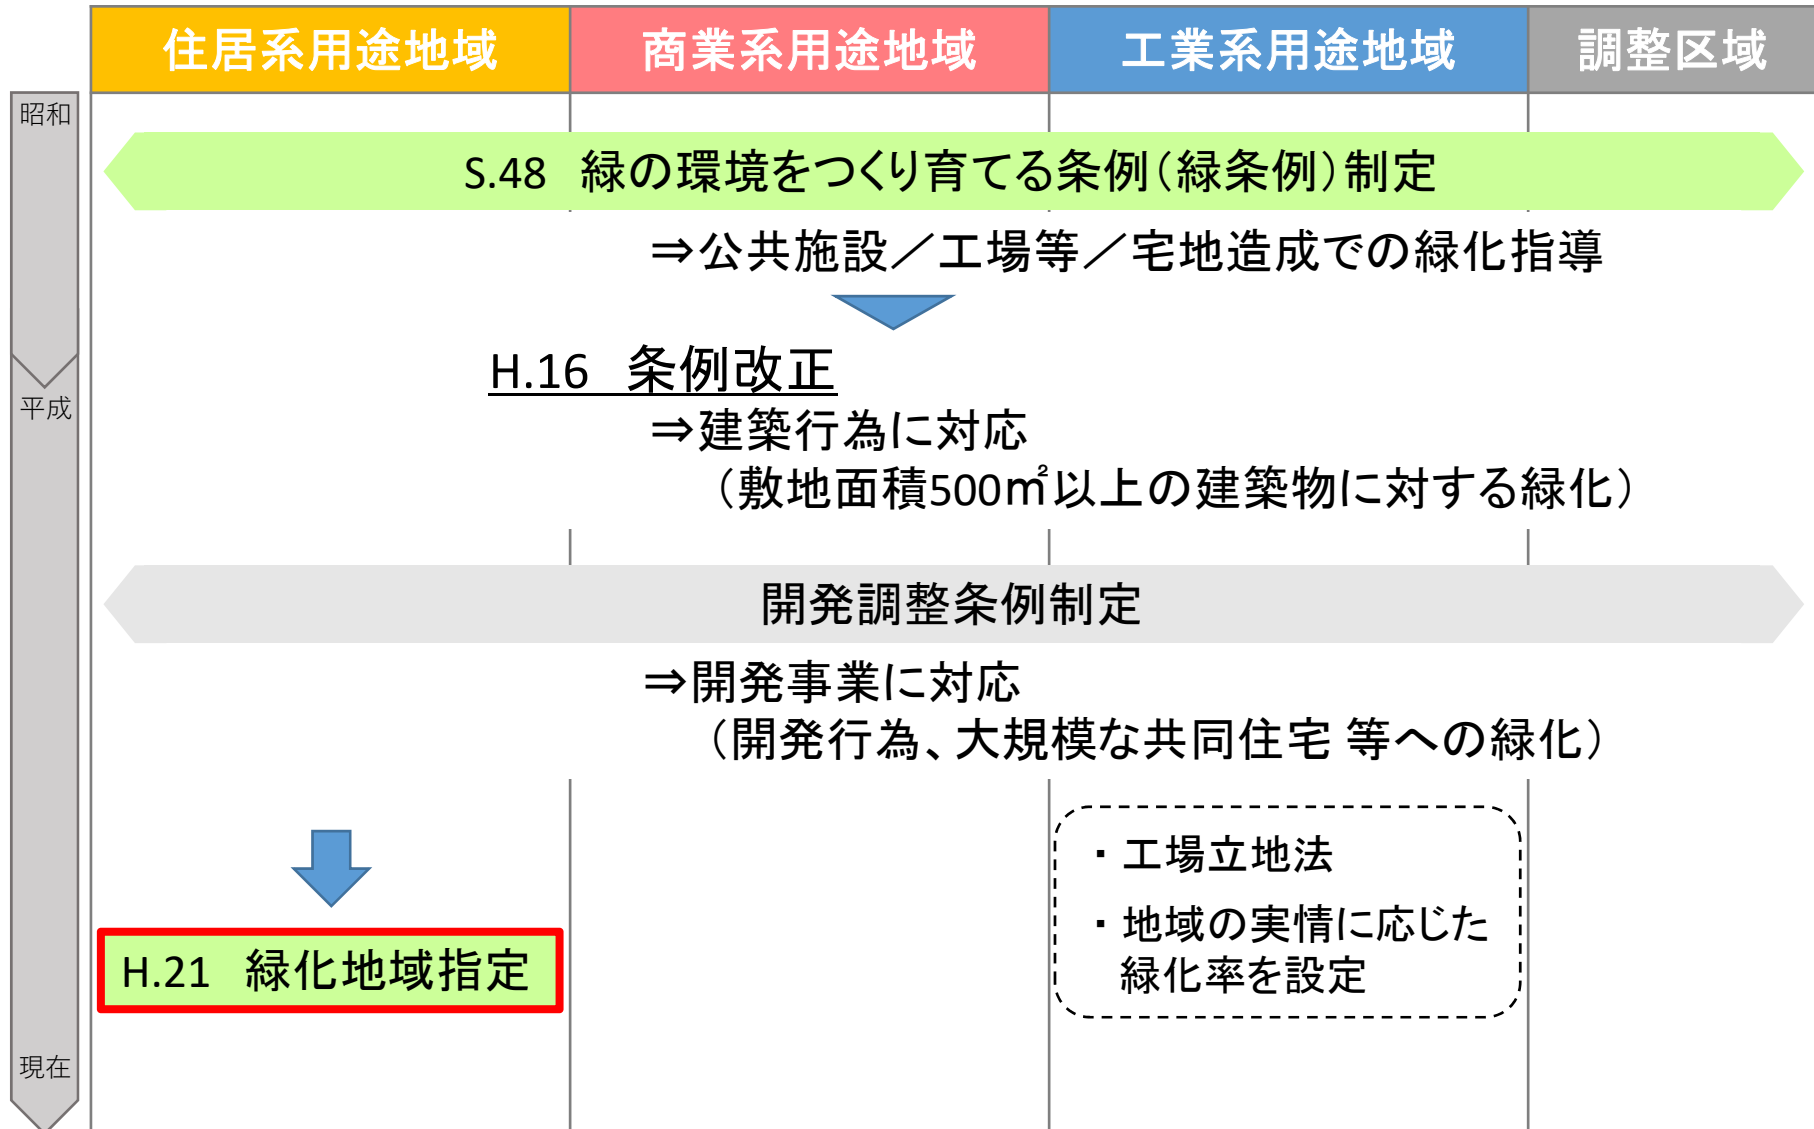 住居系用途地域
商業系用途地域
工業系用途地域
調整区域
昭和
S.48　緑の環境をつくり育てる条例（緑条例）制定
⇒公共施設／工場等／宅地造成での緑化指導
H.16　条例改正
平成
⇒建築行為に対応
（敷地面積500㎡以上の建築物に対する緑化）
開発調整条例制定
⇒開発事業に対応
（開発行為、大規模な共同住宅 等への緑化）
・工場立地法
・地域の実情に応じた
緑化率を設定
H.21　緑化地域指定
現在